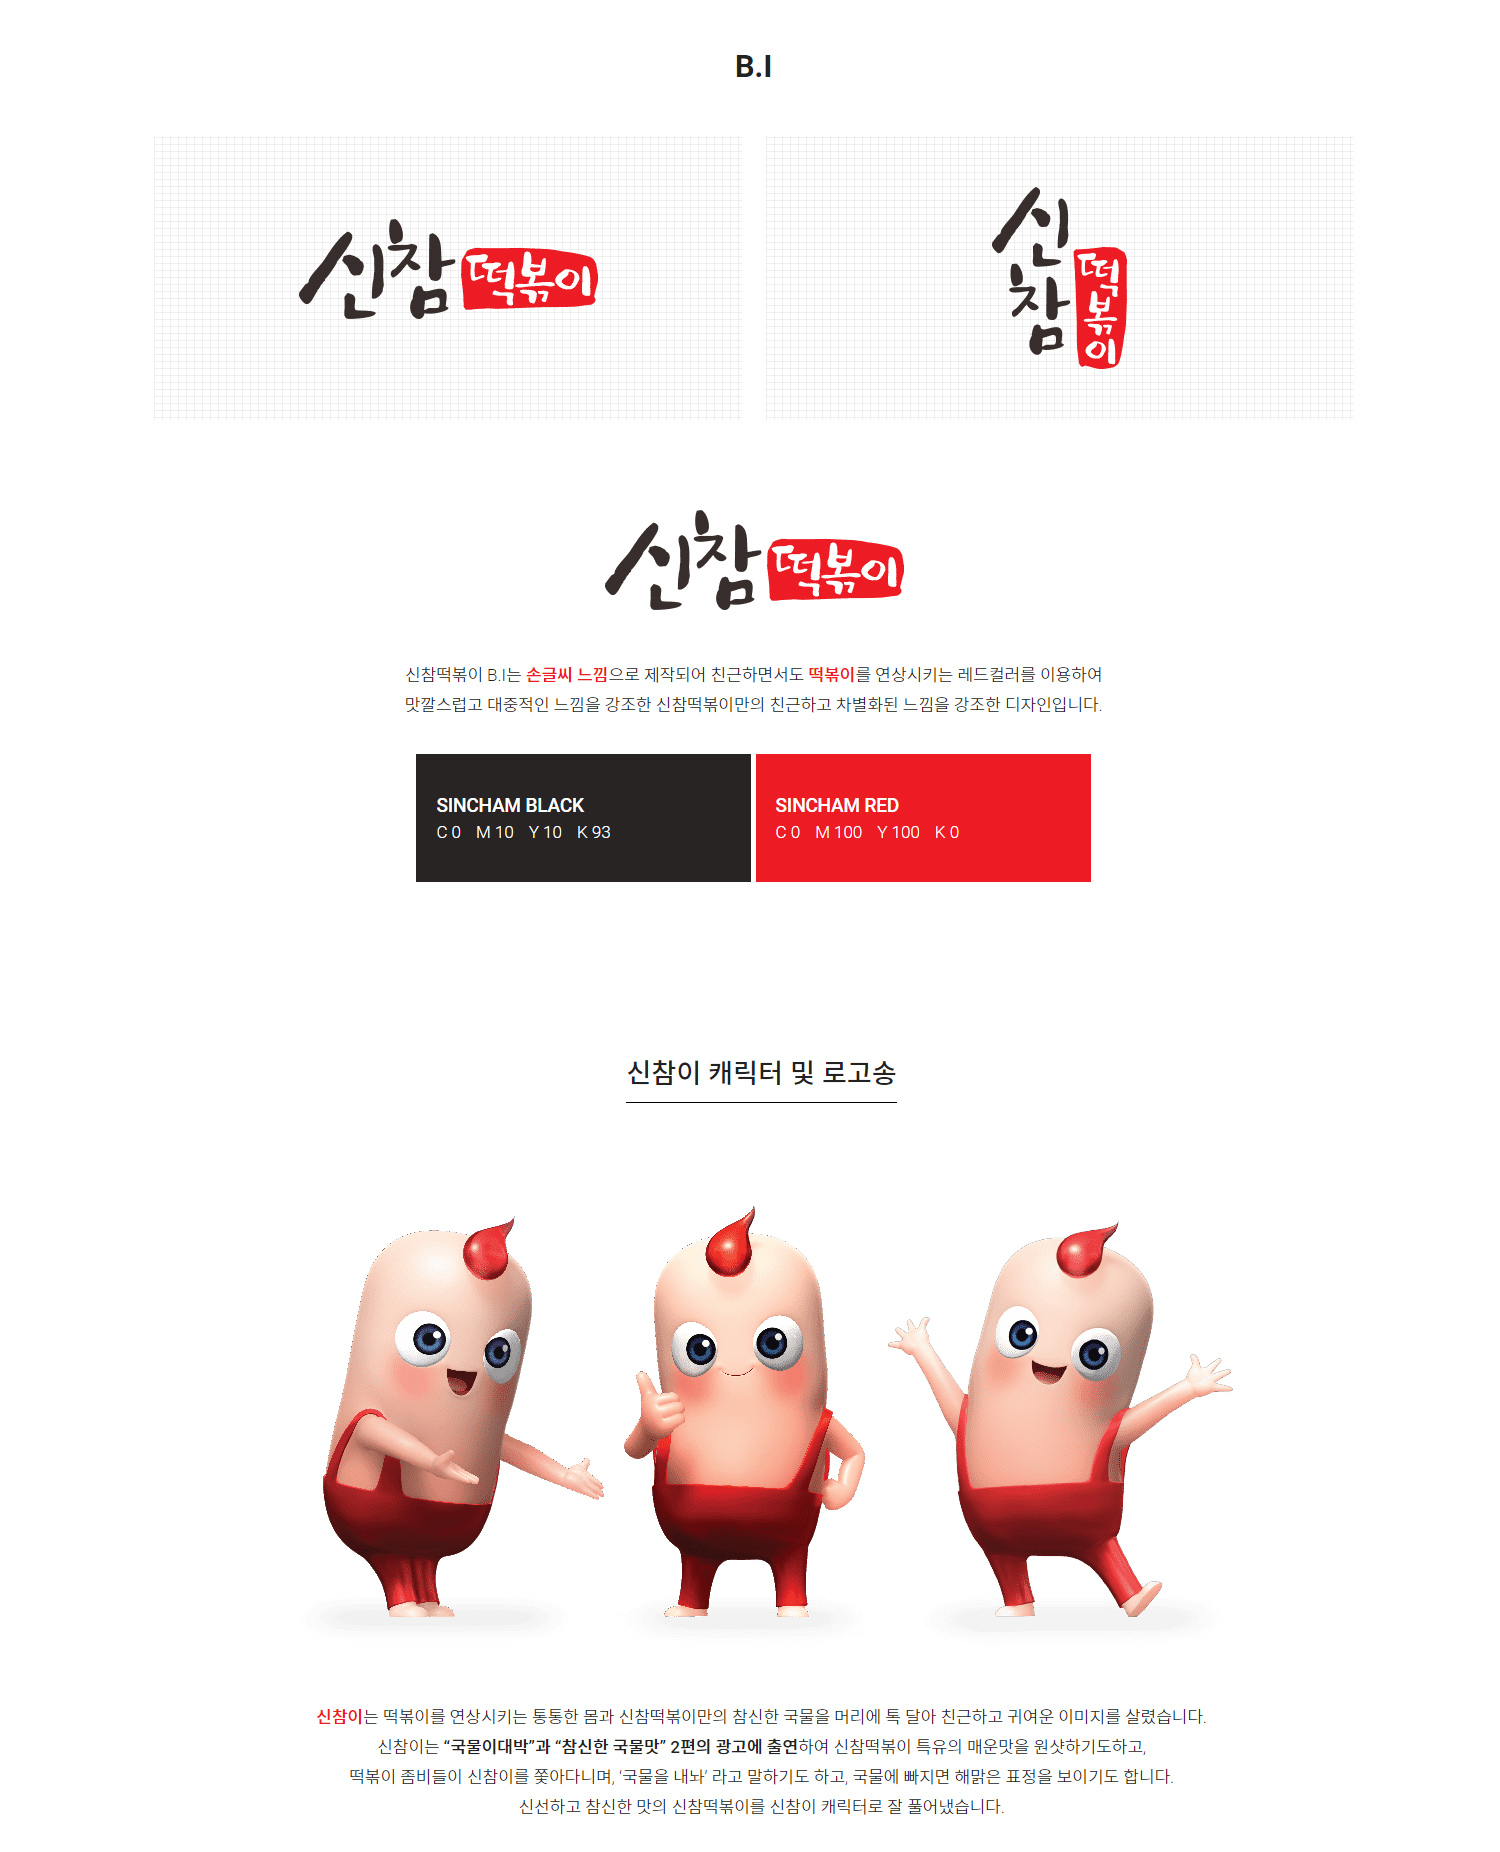 B.I
신참 떡볶이
신
참
떡
볶
이
신참 떡볶이
신참떡볶이 B.I는 손글씨 느낌으로 제작되어 친근하면서도 떡볶이를 연상시키는 레드컬러를 이용하여
맛깔스럽고 대중적인 느낌을 강조한 신참떡볶이만의 친근하고 차별화된 느낌을 강조한 디자인입니다.
SINCHAM BLACK
C 0 M 10 Y 10 K 93
SINCHAM RED
C 0 M 100 Y 100 K 0
신참이 캐릭터 및 로고송
신참이는 떡볶이를 연상시키는 통통한 몸과 신참떡볶이만의 참신한 국물을 머리에 톡 달아 친근하고 귀여운 이미지를 살렸습니다.
신참이는 “국물이대박”과 “참신한 국물맛” 2편의 광고에 출연하여 신참떡볶이 특유의 매운맛을 원샷하기도하고,
떡볶이 좀비들이 신참이를 쫓아다니며, ‘국물을 내놔’ 라고 말하기도 하고, 국물에 빠지면 해맑은 표정을 보이기도 합니다.
신선하고 참신한 맛의 신참떡볶이를 신참이 캐릭터로 잘 풀어냈습니다.